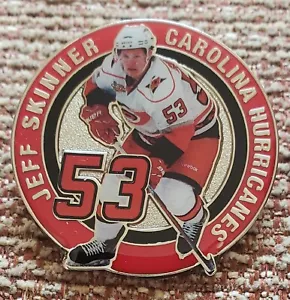 JEFF SKINNER
CAROLINA HURRICANES
53
53